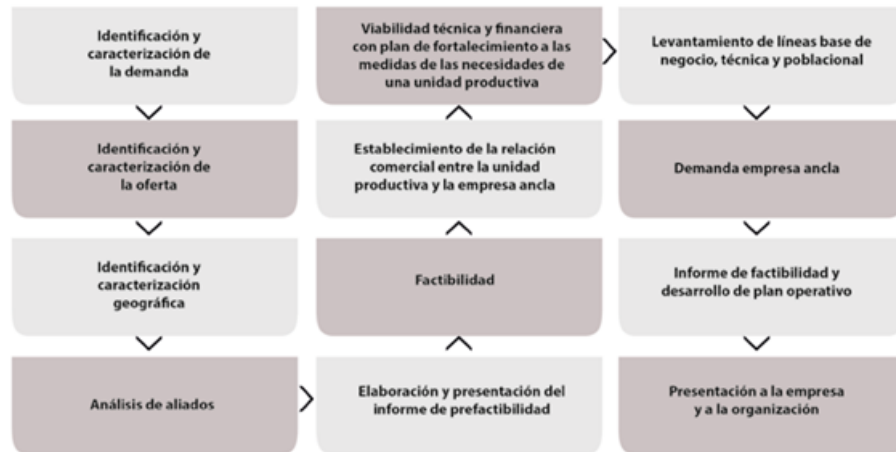 Identificación y
caracterización de
la demanda
Identificación y
caracterización de
la oferta
Identificación y
caracterización
geográfica
Análisis de aliados
Elaboración y presentación del
informe de prefactibilidad
Factibilidad
Establecimiento de la relación
comercial entre la unidad
productiva y la empresa ancla
Viabilidad técnica y financiera
con plan de fortalecimiento a las
medidas de las necesidades de
una unidad productiva
Levantamiento de líneas base de
negocio, técnica y poblacional
Demanda empresa ancla
Informe de factibilidad y
desarrollo de plan operativo
Presentación a la empresa
y a la organización